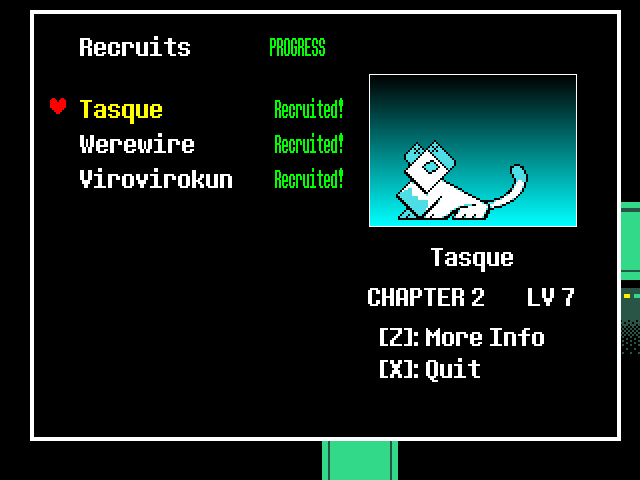 Recruits PROGRESS
Tasque Recruited!
Werewire Recruited!
Virovirokun Recruited!
Tasque
CHAPTER 2 LV 7
[Z]: More Info
[X]: Quit